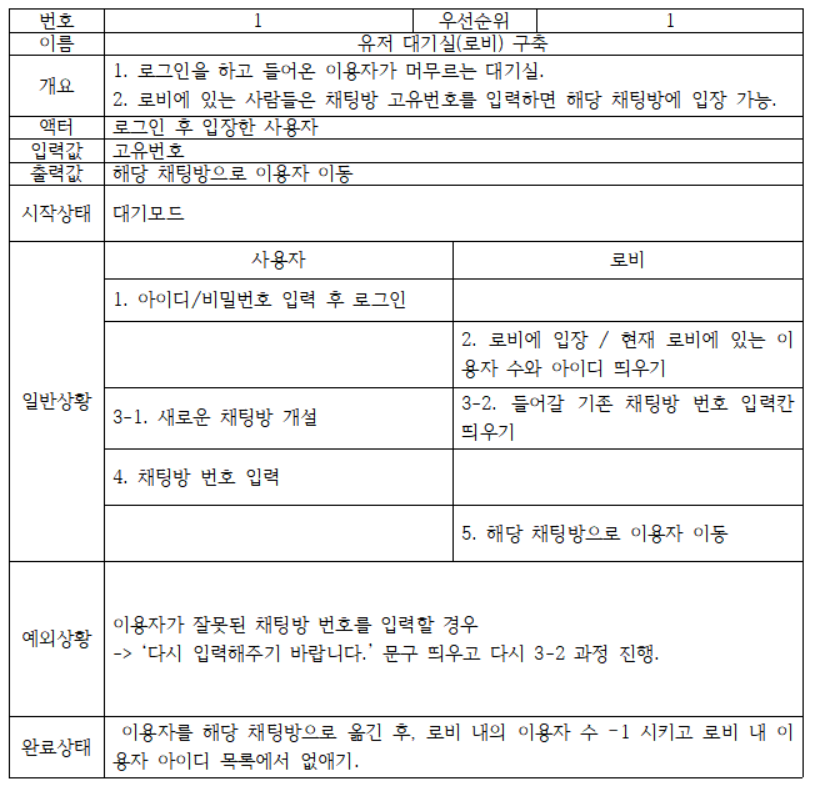 번호 1 우선순위 1
이름 유저 대기실(로비) 구축
개요
1. 로그인을 하고 들어온 이용자가 머무르는 대기실.
2. 로비에 있는 사람들은 채팅방 고유번호를 입력하면 해당 채팅방에 입장 가능.
액터 로그인 후 입장한 사용자
입력값 고유번호
출력값 해당 채팅방으로 이용자 이동
시작상태 대기모드
일반상황
사용자 로비
1. 아이디/비밀번호 입력 후 로그인
2. 로비에 입장 / 현재 로비에 있는 이
용자 수와 아이디 띄우기
3-1. 새로운 채팅방 개설
3-2. 들어갈 기존 채팅방 번호 입력칸
띄우기
4. 채팅방 번호 입력
5. 해당 채팅방으로 이용자 이동
예외상황
이용자가 잘못된 채팅방 번호를 입력할 경우
-> ‘다시 입력해주기 바랍니다.’ 문구 띄우고 다시 3-2 과정 진행.
완료상태
이용자를 해당 채팅방으로 옮긴 후, 로비 내의 이용자 수 -1 시키고 로비 내 이
용자 아이디 목록에서 없애기.